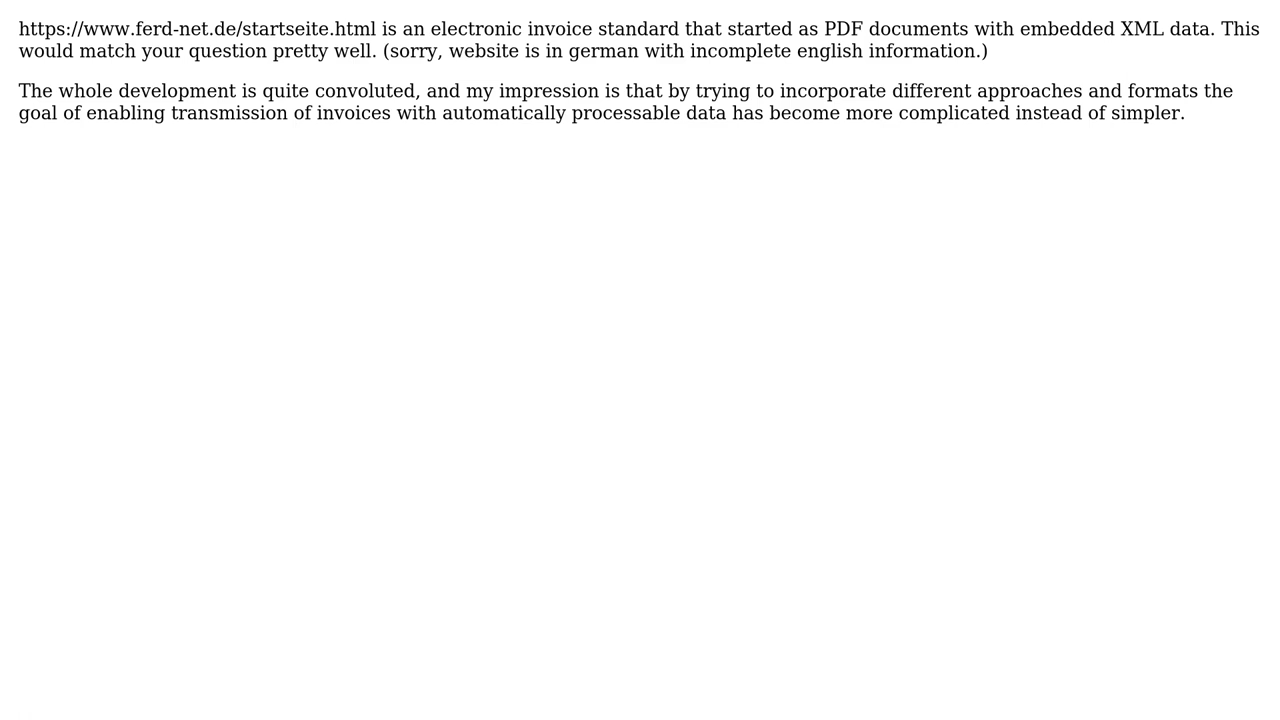 https://www.ferd-net.de/startseite.html is an electronic invoice standard that started as PDF documents with embedded XML data. This
would match your question pretty well. (sorry, website is in german with incomplete english information.)
The whole development is quite convoluted, and my impression is that by trying to incorporate different approaches and formats the
goal of enabling transmission of invoices with automatically processable data has become more complicated instead of simpler.